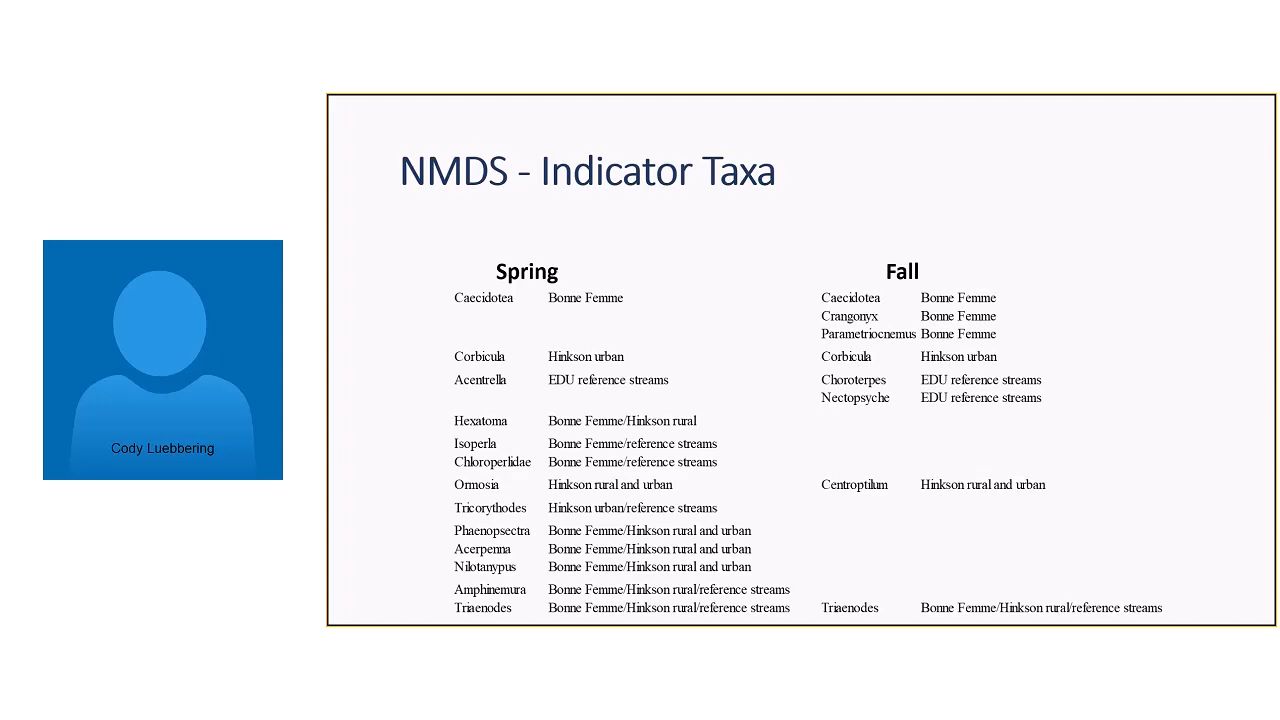 NMDS - Indicator Taxa
Spring Fall
Caecidotea Bonne Femme Caecidotea Bonne Femme
Crangonyx Bonne Femme
Parametriocnemus Bonne Femme
Corbicula Hinkson urban Corbicula Hinkson urban
Acentrella EDU reference streams Choroterpes EDU reference streams
Nectopsyche EDU reference streams
Hexatoma Bonne Femme/Hinkson rural
Isoperla Bonne Femme/reference streams
Chloroperlidae Bonne Femme/reference streams
Ormosia Hinkson rural and urban Centroptilum Hinkson rural and urban
Tricorythodes Hinkson urban/reference streams
Phaenopsectra Bonne Femme/Hinkson rural and urban
Acerpenna Bonne Femme/Hinkson rural and urban
Nilotanypus Bonne Femme/Hinkson rural and urban
Amphinemura Bonne Femme/Hinkson rural/reference streams
Triaenodes Bonne Femme/Hinkson rural/reference streams Triaenodes Bonne Femme/Hinkson rural/reference streams
Cody Luebbering